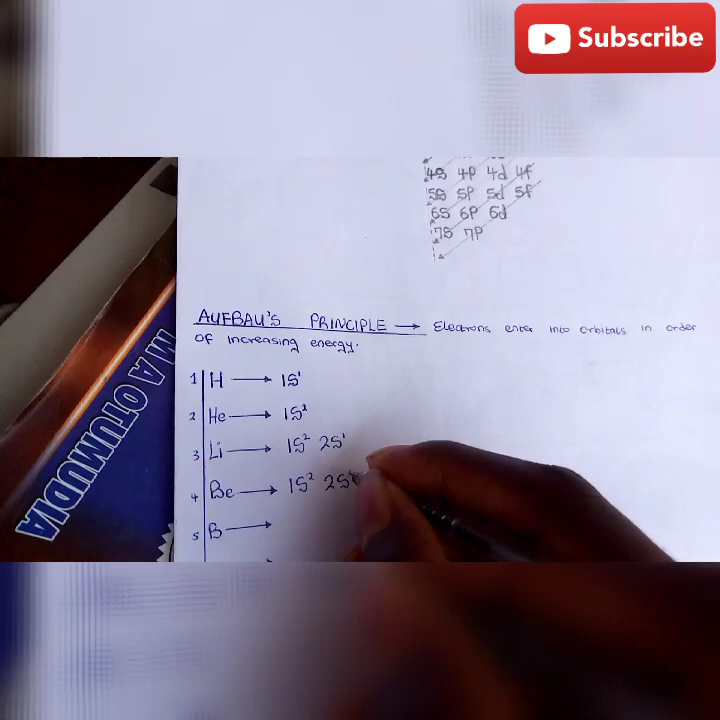 Subscribe
4S 4P 4d 4f
5S 5P 5d 5f
6S 6P 6d
7S 7P
AUFBAU'S PRINCIPLE → Electrons enter into orbitals in order
of increasing energy.
1 H → 1S¹
2 He → 1S²
3 Li → 1S² 2S¹
4 Be → 1S² 2S
5 B →
M A OTUMUDIA